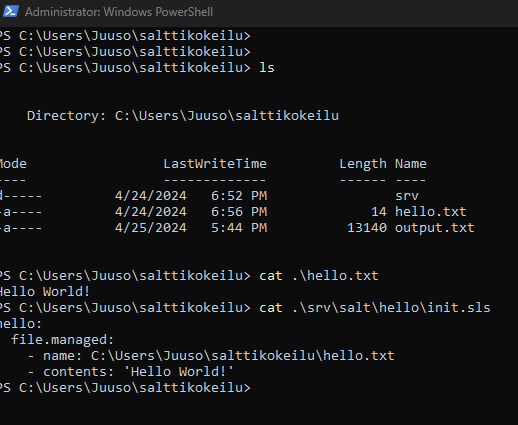 Administrator: Windows PowerShell
PS C:\Users\Juuso\salttikokeilu>
PS C:\Users\Juuso\salttikokeilu>
PS C:\Users\Juuso\salttikokeilu> ls
Directory: C:\Users\Juuso\salttikokeilu
Mode LastWriteTime Length Name
---- ------------- ------ ----
d----- 4/24/2024 6:52 PM srv
-a---- 4/24/2024 6:56 PM 14 hello.txt
-a---- 4/25/2024 5:44 PM 13140 output.txt
PS C:\Users\Juuso\salttikokeilu> cat .\hello.txt
Hello World!
PS C:\Users\Juuso\salttikokeilu> cat .\srv\salt\hello\init.sls
hello:
  file.managed:
    - name: C:\Users\Juuso\salttikokeilu\hello.txt
    - contents: 'Hello World!'
PS C:\Users\Juuso\salttikokeilu>